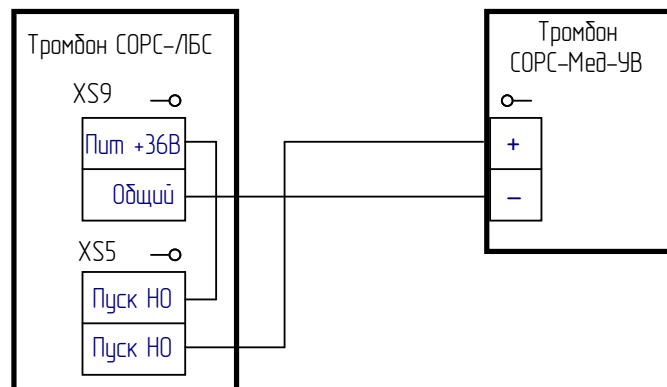 Тромбон СОРС-ЛБС
XS9
Пит +36В
Общий
XS5
Пуск НО
Пуск НО
Тромбон
СОРС-Мед-УВ
+
-